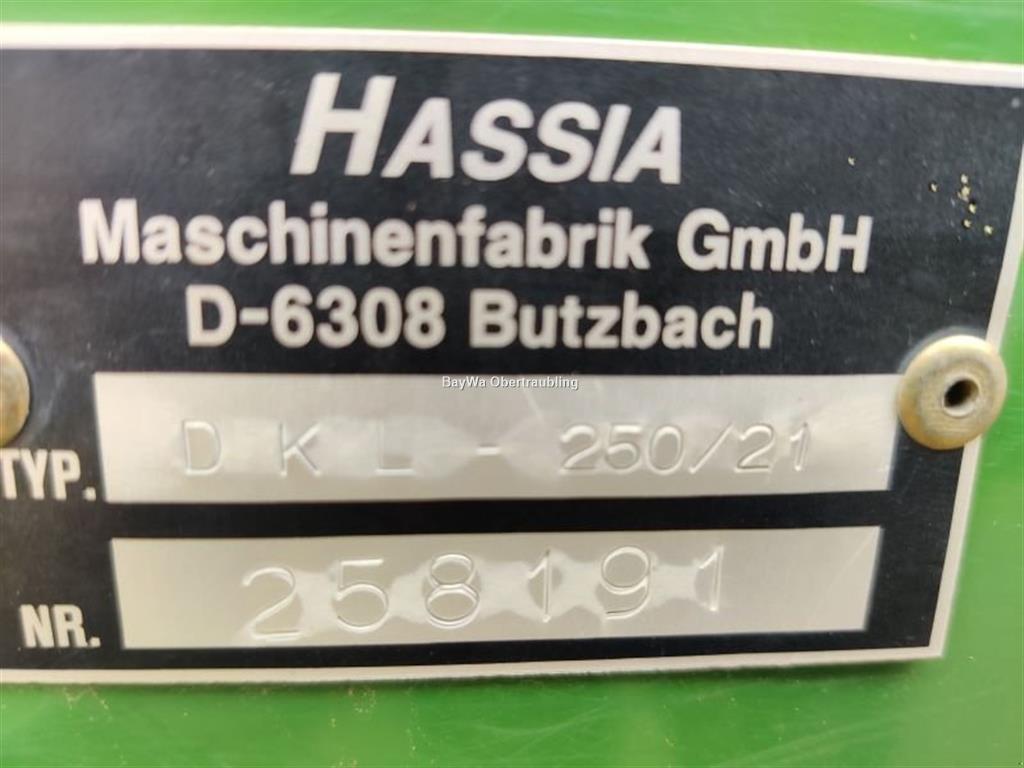 HASSIA
Maschinenfabrik GmbH
D-6308 Butzbach
BayWa Obertraubling
TYP. DKL - 250/21
NR. 258191